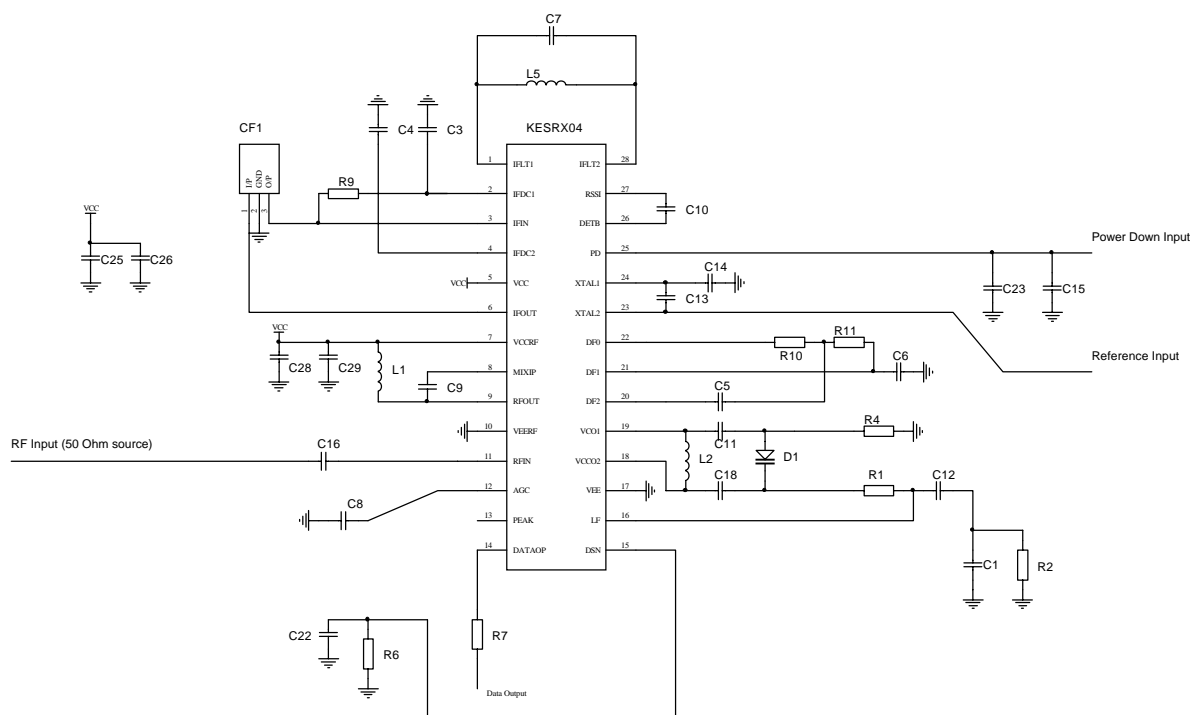 C7
L5
KESRX04
CF1
C4
C3
I/P
GND
O/P
1
2
3
R9
1 IFLT1 IFLT2 28
2 IFDC1 RSSI 27
3 IFIN DETB 26
4 IFDC2 PD 25
5 VCC XTAL1 24
6 IFOUT XTAL2 23
7 VCCRF DF0 22
8 MIXIP DF1 21
9 RFOUT DF2 20
10 VEERF VCO1 19
11 RFIN VCCO2 18
12 AGC VEE 17
13 PEAK LF 16
14 DATAOP DSN 15
VCC
C25
C26
VCC
VCC
C28
C29
L1
C9
C10
Power Down Input
C14
C13
C23
C15
R10
R11
C6
Reference Input
C5
C11
R4
L2
D1
C18
R1
C12
C1
R2
RF Input (50 Ohm source)
C16
C8
C22
R6
R7
Data Output